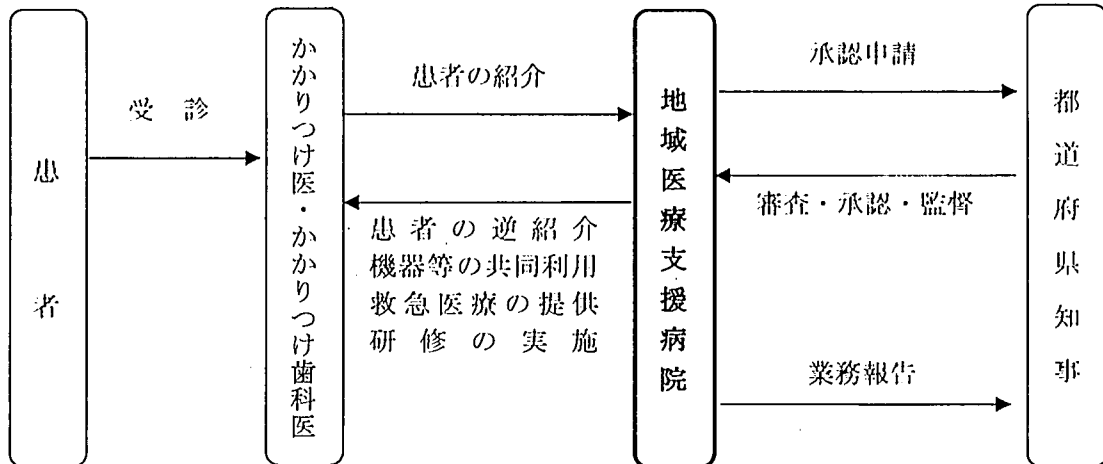 患者
受　診
かかりつけ医・かかりつけ歯科医
患者の紹介
患者の逆紹介
機器等の共同利用
救急医療の提供
研修の実施
地域医療支援病院
承認申請
審査・承認・監督
業務報告
都道府県知事